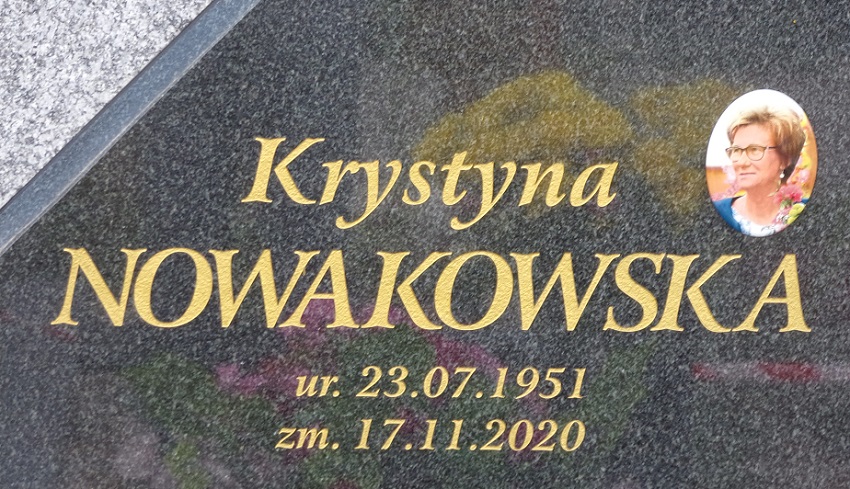 Krystyna
NOWAKOWSKA
ur. 23.07.1951
zm. 17.11.2020